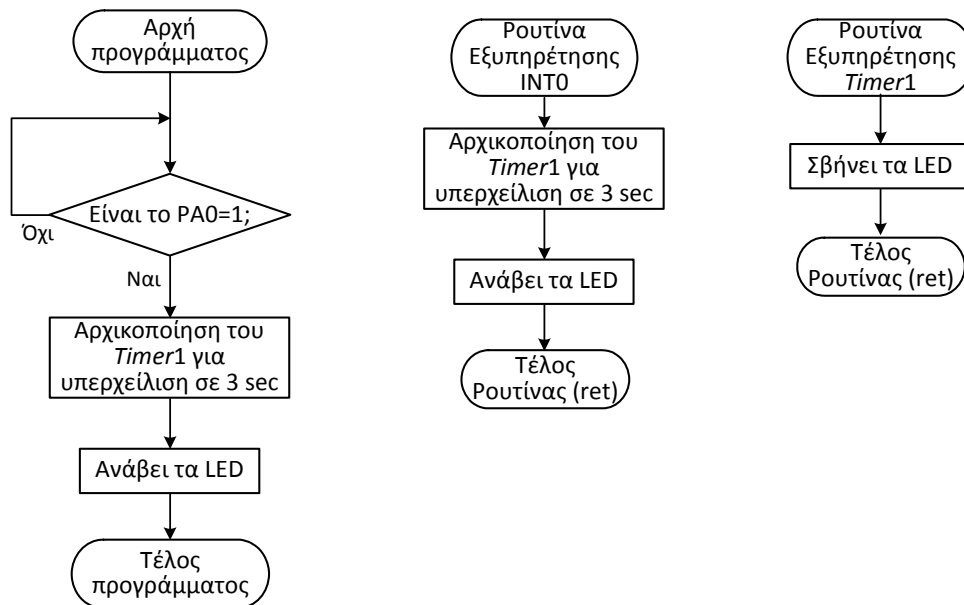 Αρχή
προγράμματος
Είναι το PA0=1;
Όχι
Ναι
Αρχικοποίηση του
Timer1 για
υπερχείλιση σε 3 sec
Ανάβει τα LED
Τέλος
προγράμματος
Ρουτίνα
Εξυπηρέτησης
INT0
Αρχικοποίηση του
Timer1 για
υπερχείλιση σε 3 sec
Ανάβει τα LED
Τέλος
Ρουτίνας (ret)
Ρουτίνα
Εξυπηρέτησης
Timer1
Σβήνει τα LED
Τέλος
Ρουτίνας (ret)